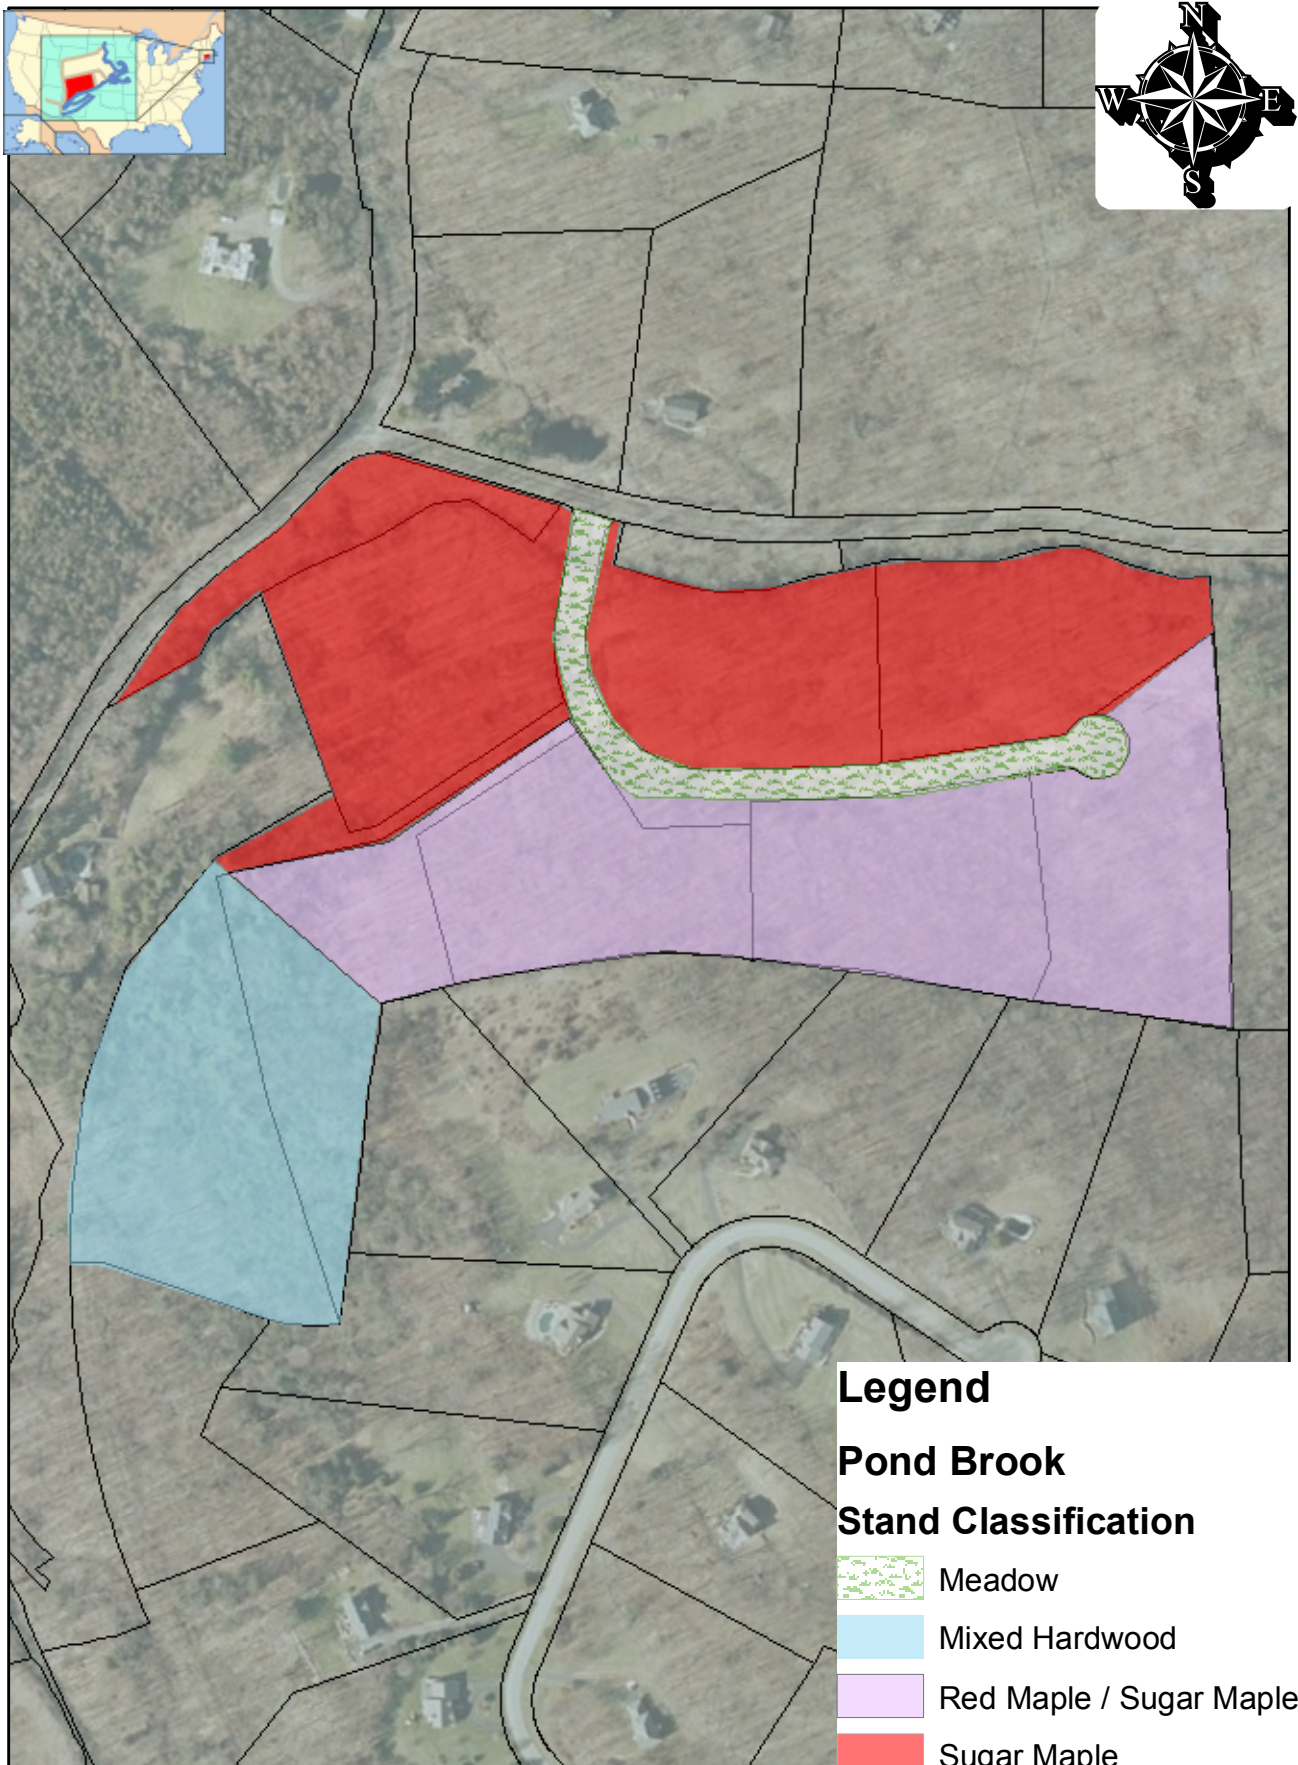 N
W E
S
Legend
Pond Brook
Stand Classification
Meadow
Mixed Hardwood
Red Maple / Sugar Maple
Sugar Maple